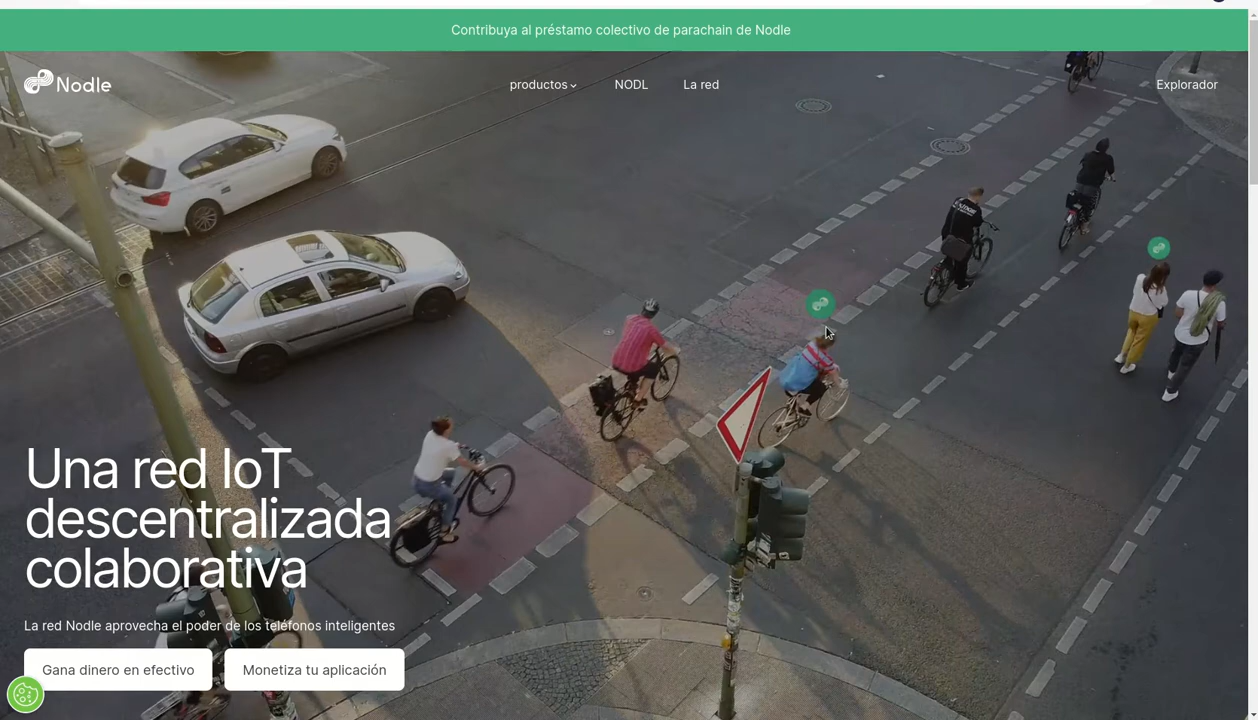 Contribuya al préstamo colectivo de parachain de Nodle
Nodle
productos
NODL
La red
Explorador
Una red IoT
descentralizada
colaborativa
La red Nodle aprovecha el poder de los teléfonos inteligentes
Gana dinero en efectivo
Monetiza tu aplicación